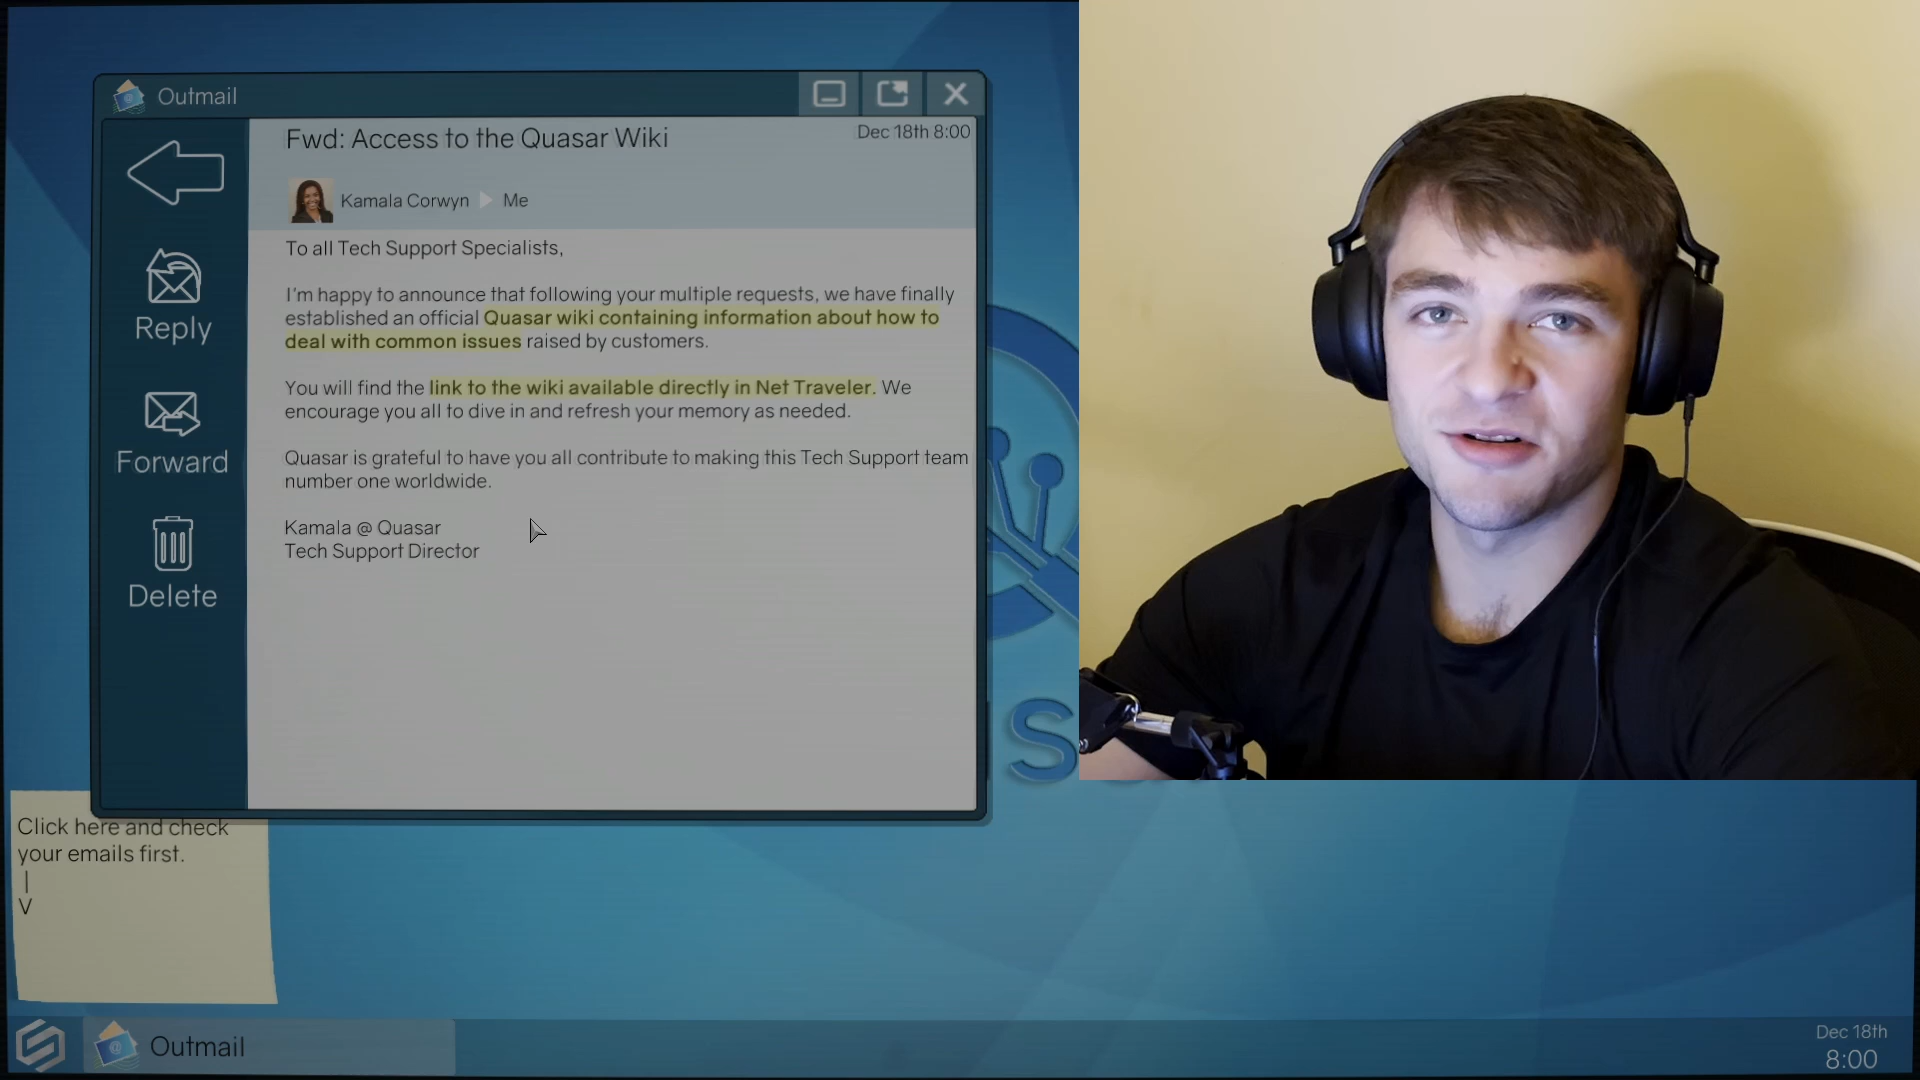 Outmail
Fwd: Access to the Quasar Wiki
Dec 18th 8:00
Kamala Corwyn
Me
Reply
Forward
Delete
To all Tech Support Specialists,
I'm happy to announce that following your multiple requests, we have finally
established an official Quasar wiki containing information about how to
deal with common issues raised by customers.
You will find the link to the wiki available directly in Net Traveler. We
encourage you all to dive in and refresh your memory as needed.
Quasar is grateful to have you all contribute to making this Tech Support team
number one worldwide.
Kamala @ Quasar
Tech Support Director
S
Click here and check
your emails first.
|
V
Outmail
Dec 18th
8:00